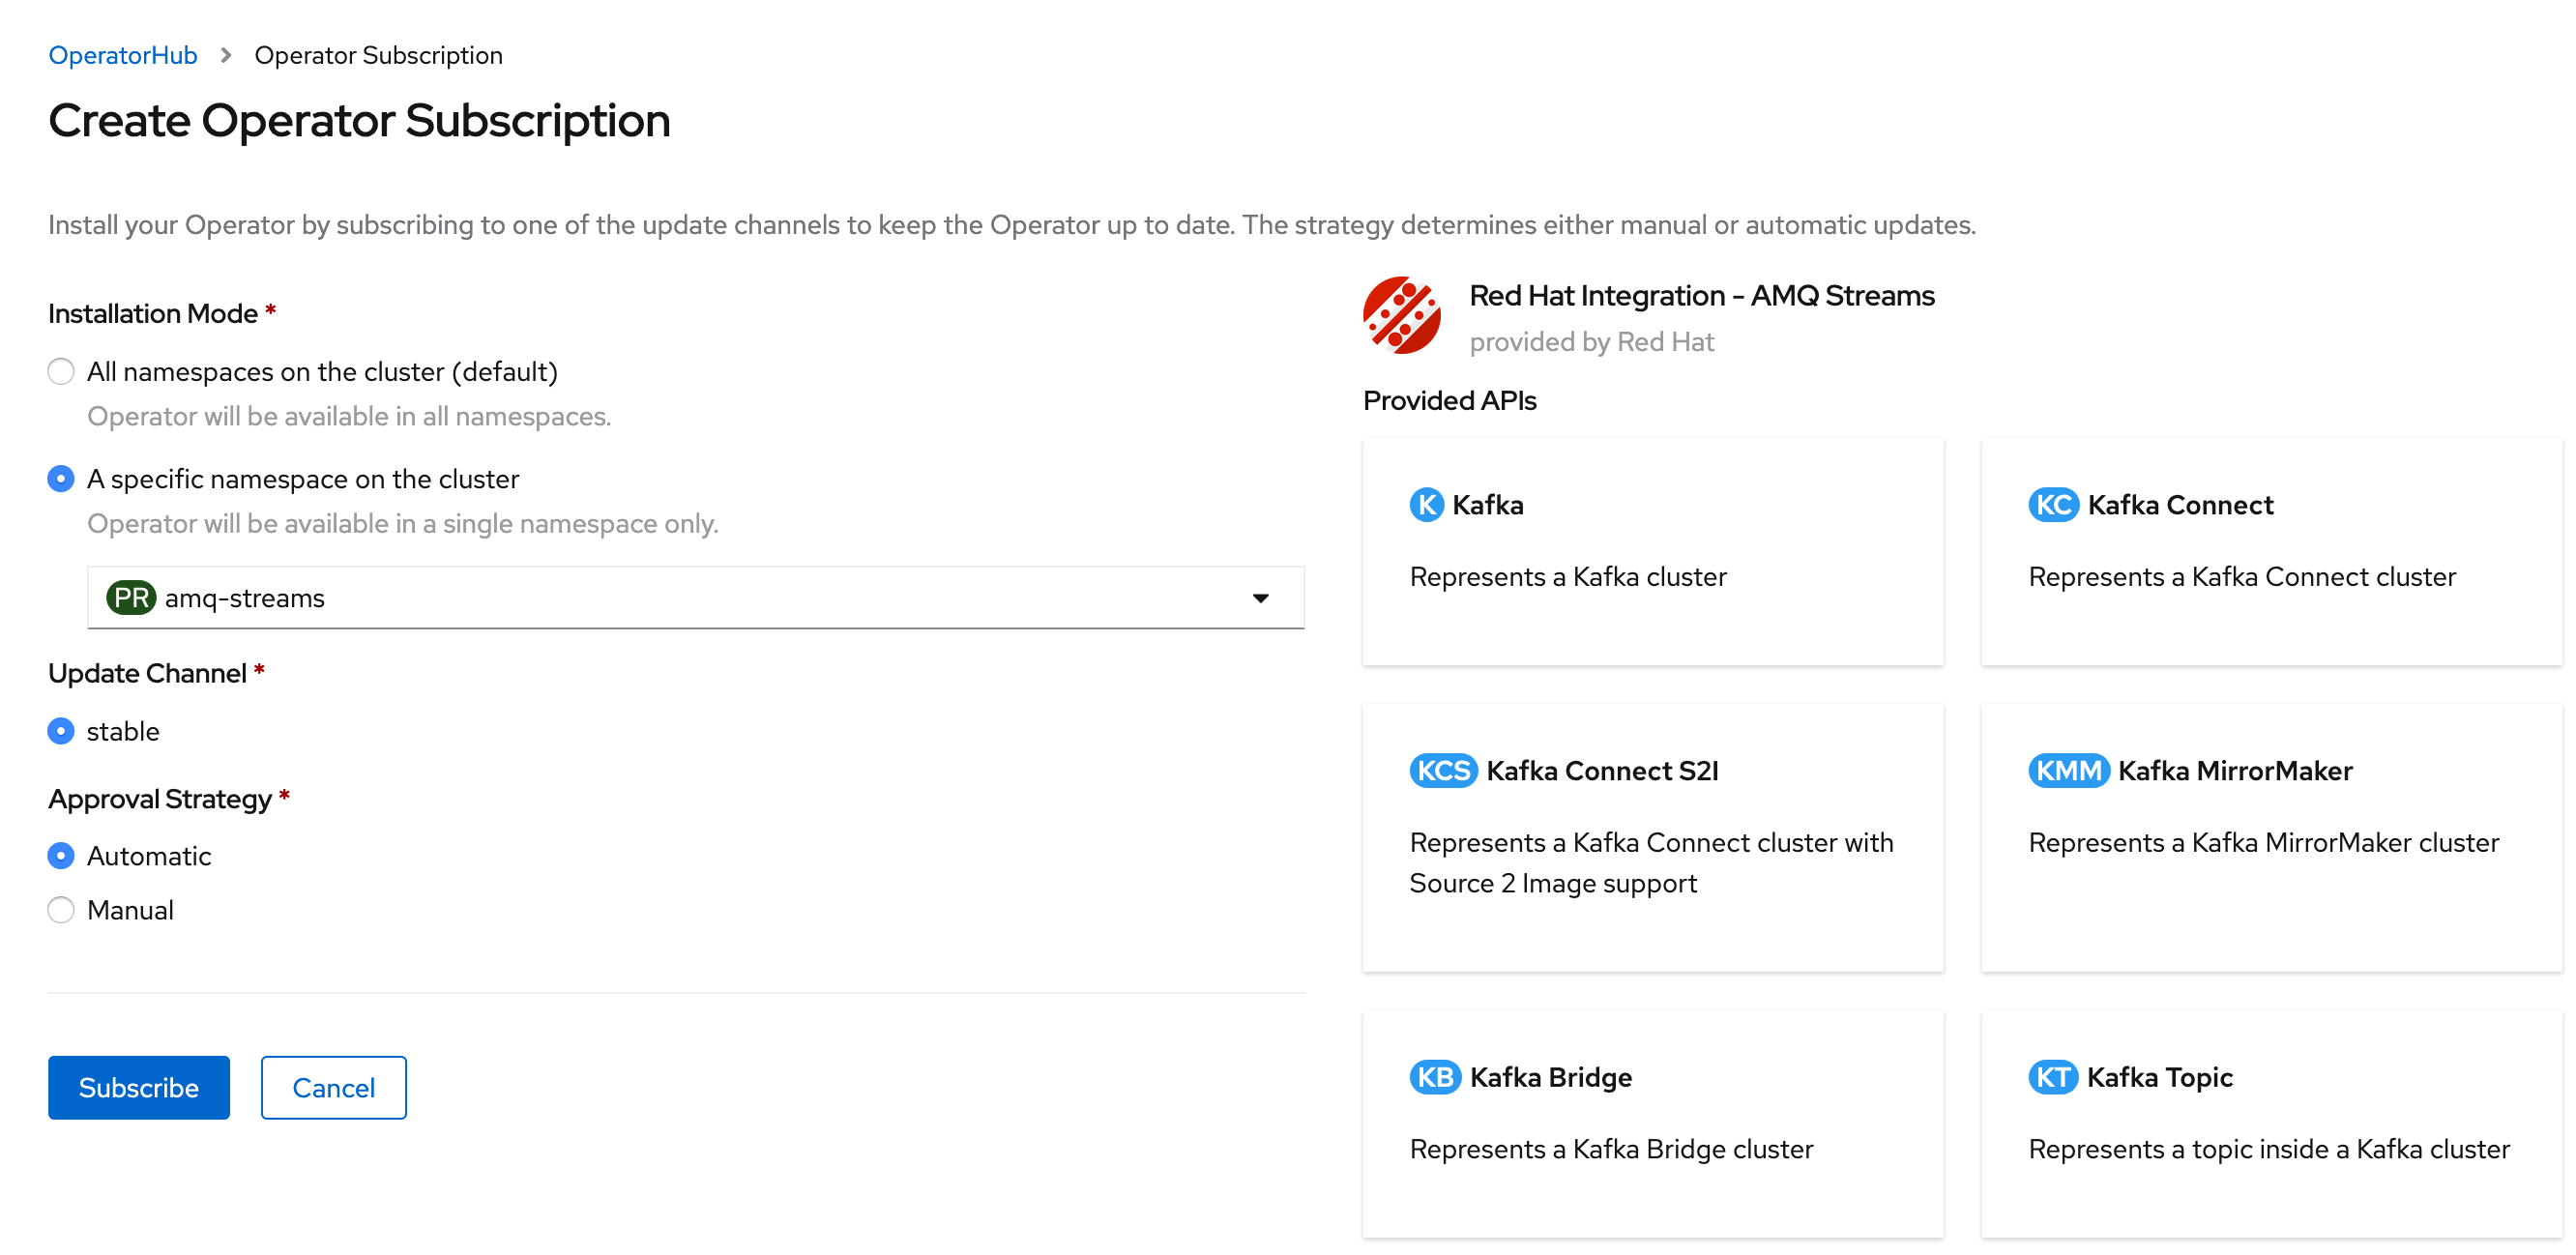 OperatorHub > Operator Subscription
Create Operator Subscription
Install your Operator by subscribing to one of the update channels to keep the Operator up to date. The strategy determines either manual or automatic updates.
Installation Mode *
All namespaces on the cluster (default)
Operator will be available in all namespaces.
A specific namespace on the cluster
Operator will be available in a single namespace only.
PR amq-streams
Update Channel *
stable
Approval Strategy *
Automatic
Manual
Subscribe
Cancel
Red Hat Integration - AMQ Streams
provided by Red Hat
Provided APIs
K Kafka
Represents a Kafka cluster
KC Kafka Connect
Represents a Kafka Connect cluster
KCS Kafka Connect S2I
Represents a Kafka Connect cluster with
Source 2 Image support
KMM Kafka MirrorMaker
Represents a Kafka MirrorMaker cluster
KB Kafka Bridge
Represents a Kafka Bridge cluster
KT Kafka Topic
Represents a topic inside a Kafka cluster